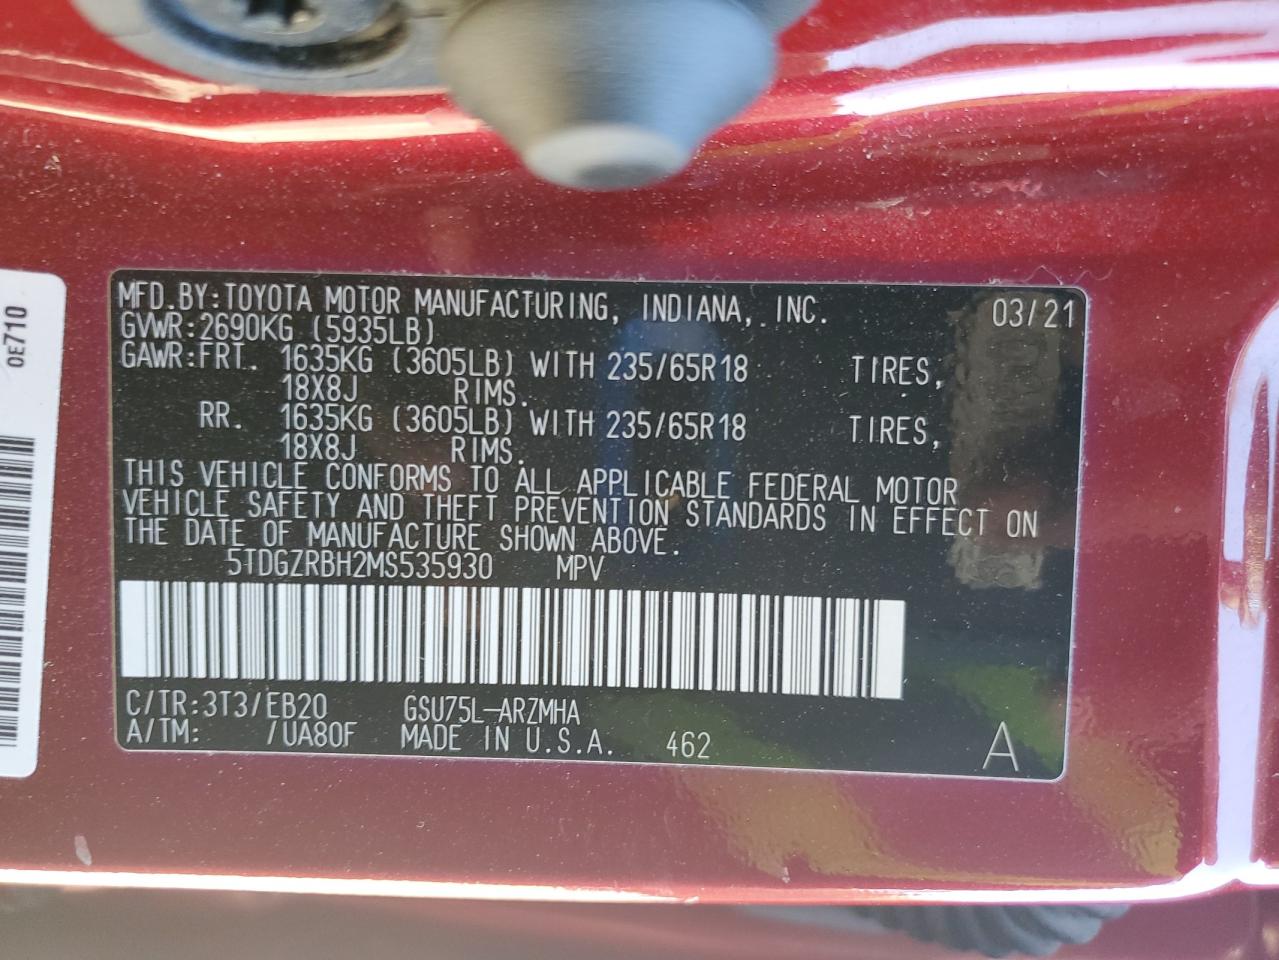 MFD.BY:TOYOTA MOTOR MANUFACTURING, INDIANA, INC. 03/21
GVWR:2690KG (5935LB)
GAWR:FRT. 1635KG (3605LB) WITH 235/65R18 TIRES,
18X8J RIMS.
RR. 1635KG (3605LB) WITH 235/65R18 TIRES,
18X8J RIMS.
THIS VEHICLE CONFORMS TO ALL APPLICABLE FEDERAL MOTOR
VEHICLE SAFETY AND THEFT PREVENTION STANDARDS IN EFFECT ON
THE DATE OF MANUFACTURE SHOWN ABOVE.
5TDGZRBH2MS535930 MPV
C/TR:3T3/EB20 GSU75L-ARZMHA
A/TM: /UA80F MADE IN U.S.A. 462 A
0E710